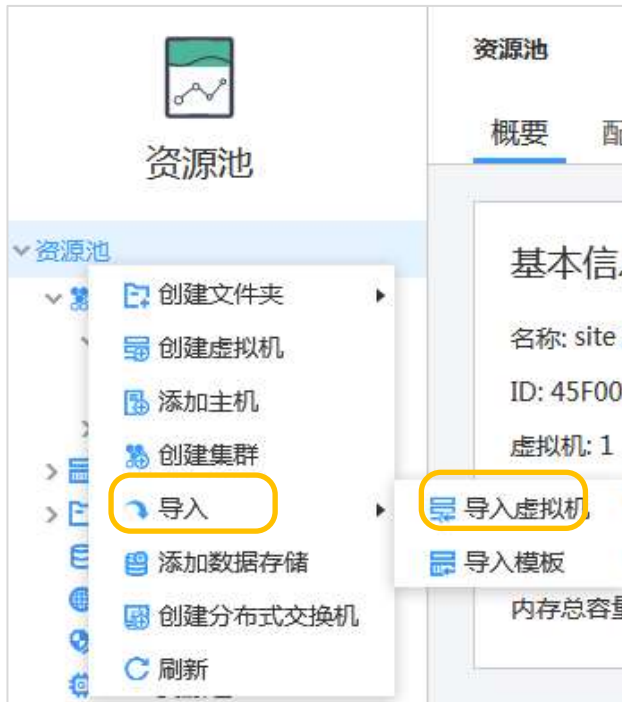 资源池
资源池
概要
资源池
创建文件夹
创建虚拟机
添加主机
创建集群
导入
添加数据存储
创建分布式交换机
刷新
导入虚拟机
导入模板
基本信
名称: site
ID: 45F00
虚拟机: 1
内存总容量